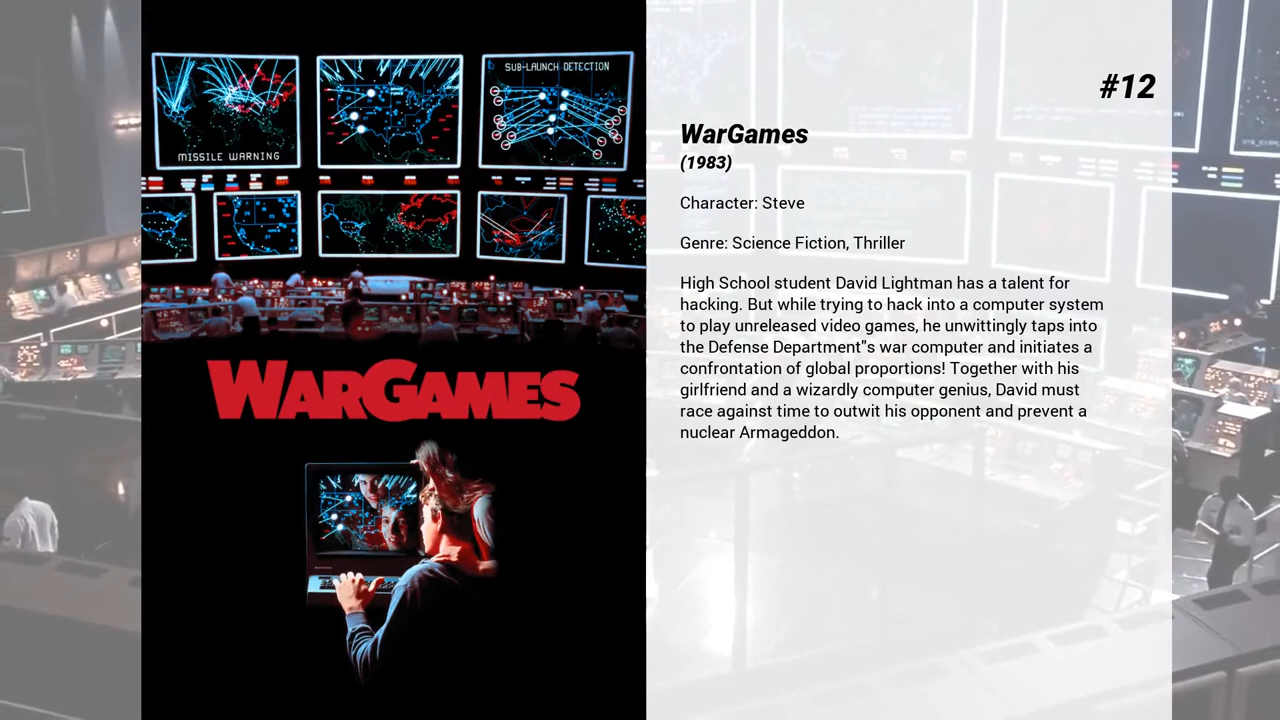 SUB-LAUNCH DETECTION
MISSILE WARNING
WARGAMES
#12
WarGames
(1983)
Character: Steve
Genre: Science Fiction, Thriller
High School student David Lightman has a talent for
hacking. But while trying to hack into a computer system
to play unreleased video games, he unwittingly taps into
the Defense Department"s war computer and initiates a
confrontation of global proportions! Together with his
girlfriend and a wizardly computer genius, David must
race against time to outwit his opponent and prevent a
nuclear Armageddon.